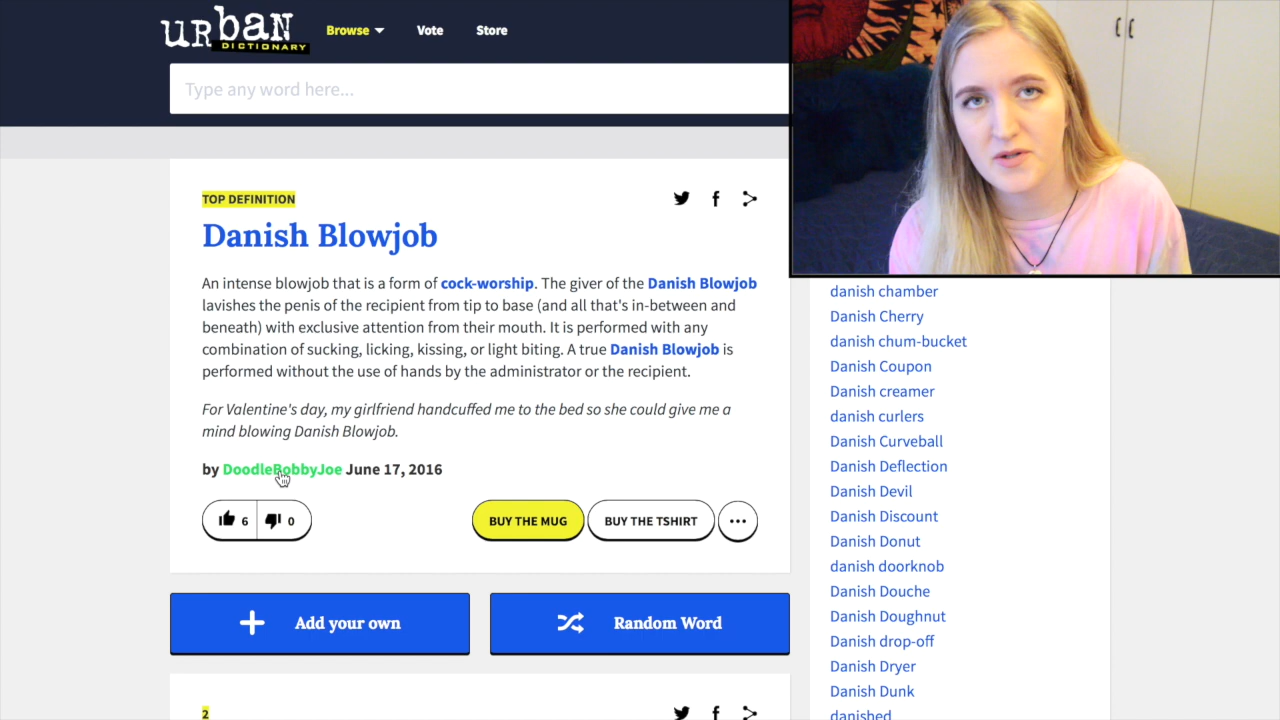 urban
DICTIONARY
Browse
Vote
Store
Type any word here...
TOP DEFINITION
Danish Blowjob
An intense blowjob that is a form of cock-worship. The giver of the Danish Blowjob
lavishes the penis of the recipient from tip to base (and all that's in-between and
beneath) with exclusive attention from their mouth. It is performed with any
combination of sucking, licking, kissing, or light biting. A true Danish Blowjob is
performed without the use of hands by the administrator or the recipient.
For Valentine's day, my girlfriend handcuffed me to the bed so she could give me a
mind blowing Danish Blowjob.
by DoodleBobbyJoe June 17, 2016
6
0
BUY THE MUG
BUY THE TSHIRT
Add your own
Random Word
2
danish chamber
Danish Cherry
danish chum-bucket
Danish Coupon
Danish creamer
danish curlers
Danish Curveball
Danish Deflection
Danish Devil
Danish Discount
Danish Donut
danish doorknob
Danish Douche
Danish Doughnut
Danish drop-off
Danish Dryer
Danish Dunk
danished